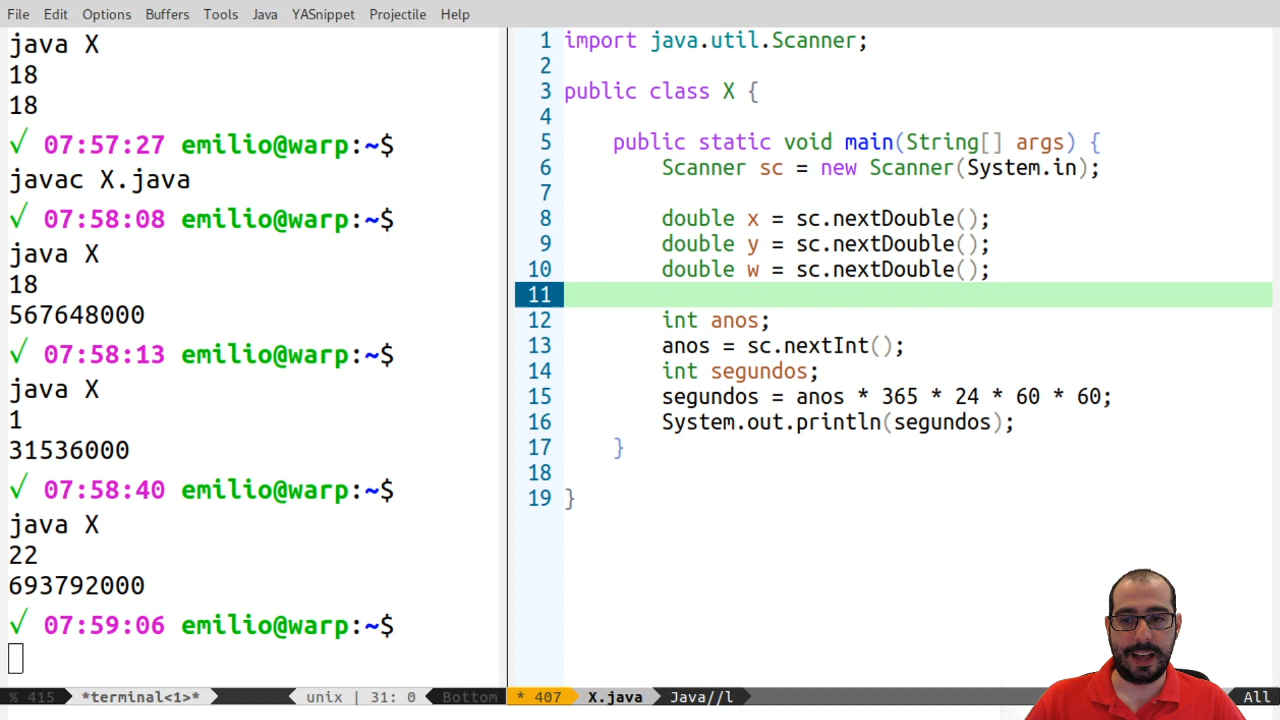 File Edit Options Buffers Tools Java YASnippet Projectile Help
java X
18
18
✓ 07:57:27 emilio@warp:~$
javac X.java
✓ 07:58:08 emilio@warp:~$
java X
18
567648000
✓ 07:58:13 emilio@warp:~$
java X
1
31536000
✓ 07:58:40 emilio@warp:~$
java X
22
693792000
✓ 07:59:06 emilio@warp:~$
% 415 *terminal<1>* unix | 31: 0 Bottom
1 import java.util.Scanner;
2
3 public class X {
4
5 public static void main(String[] args) {
6 Scanner sc = new Scanner(System.in);
7
8 double x = sc.nextDouble();
9 double y = sc.nextDouble();
10 double w = sc.nextDouble();
11
12 int anos;
13 anos = sc.nextInt();
14 int segundos;
15 segundos = anos * 365 * 24 * 60 * 60;
16 System.out.println(segundos);
17 }
18
19 }
* 407 X.java Java//l All